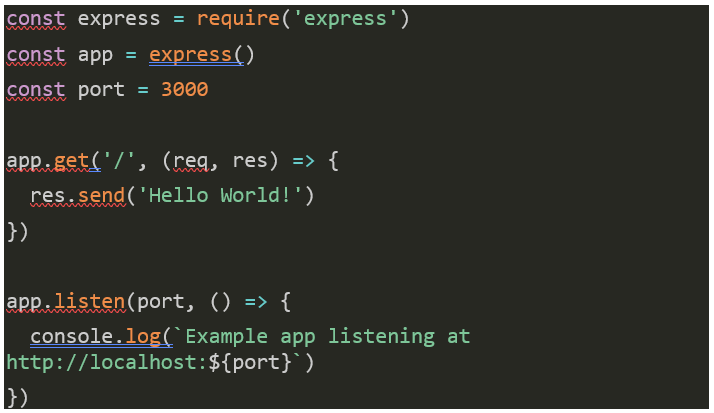 const express = require('express')
const app = express()
const port = 3000
app.get('/', (req, res) => {
  res.send('Hello World!')
})
app.listen(port, () => {
  console.log(`Example app listening at
http://localhost:${port}`)
})